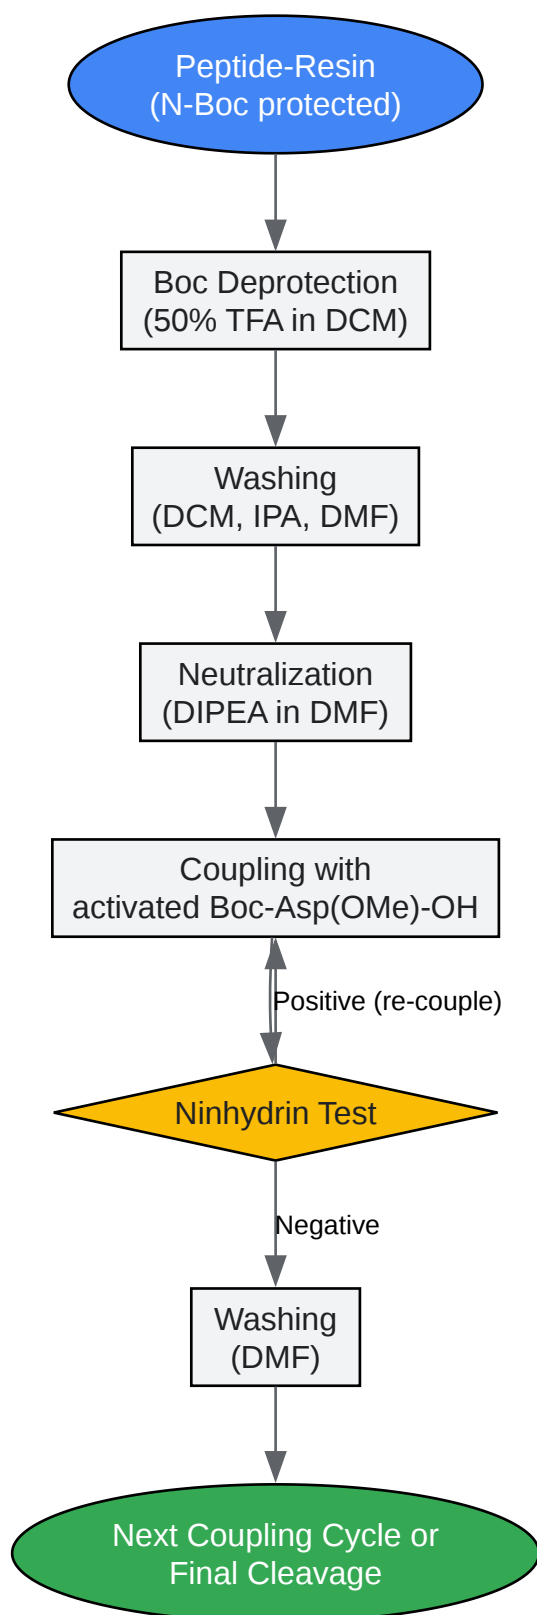 Peptide-Resin
(N-Boc protected)
Boc Deprotection
(50% TFA in DCM)
Washing
(DCM, IPA, DMF)
Neutralization
(DIPEA in DMF)
Coupling with
activated Boc-Asp(OMe)-OH
Positive (re-couple)
Ninhydrin Test
Negative
Washing
(DMF)
Next Coupling Cycle or
Final Cleavage